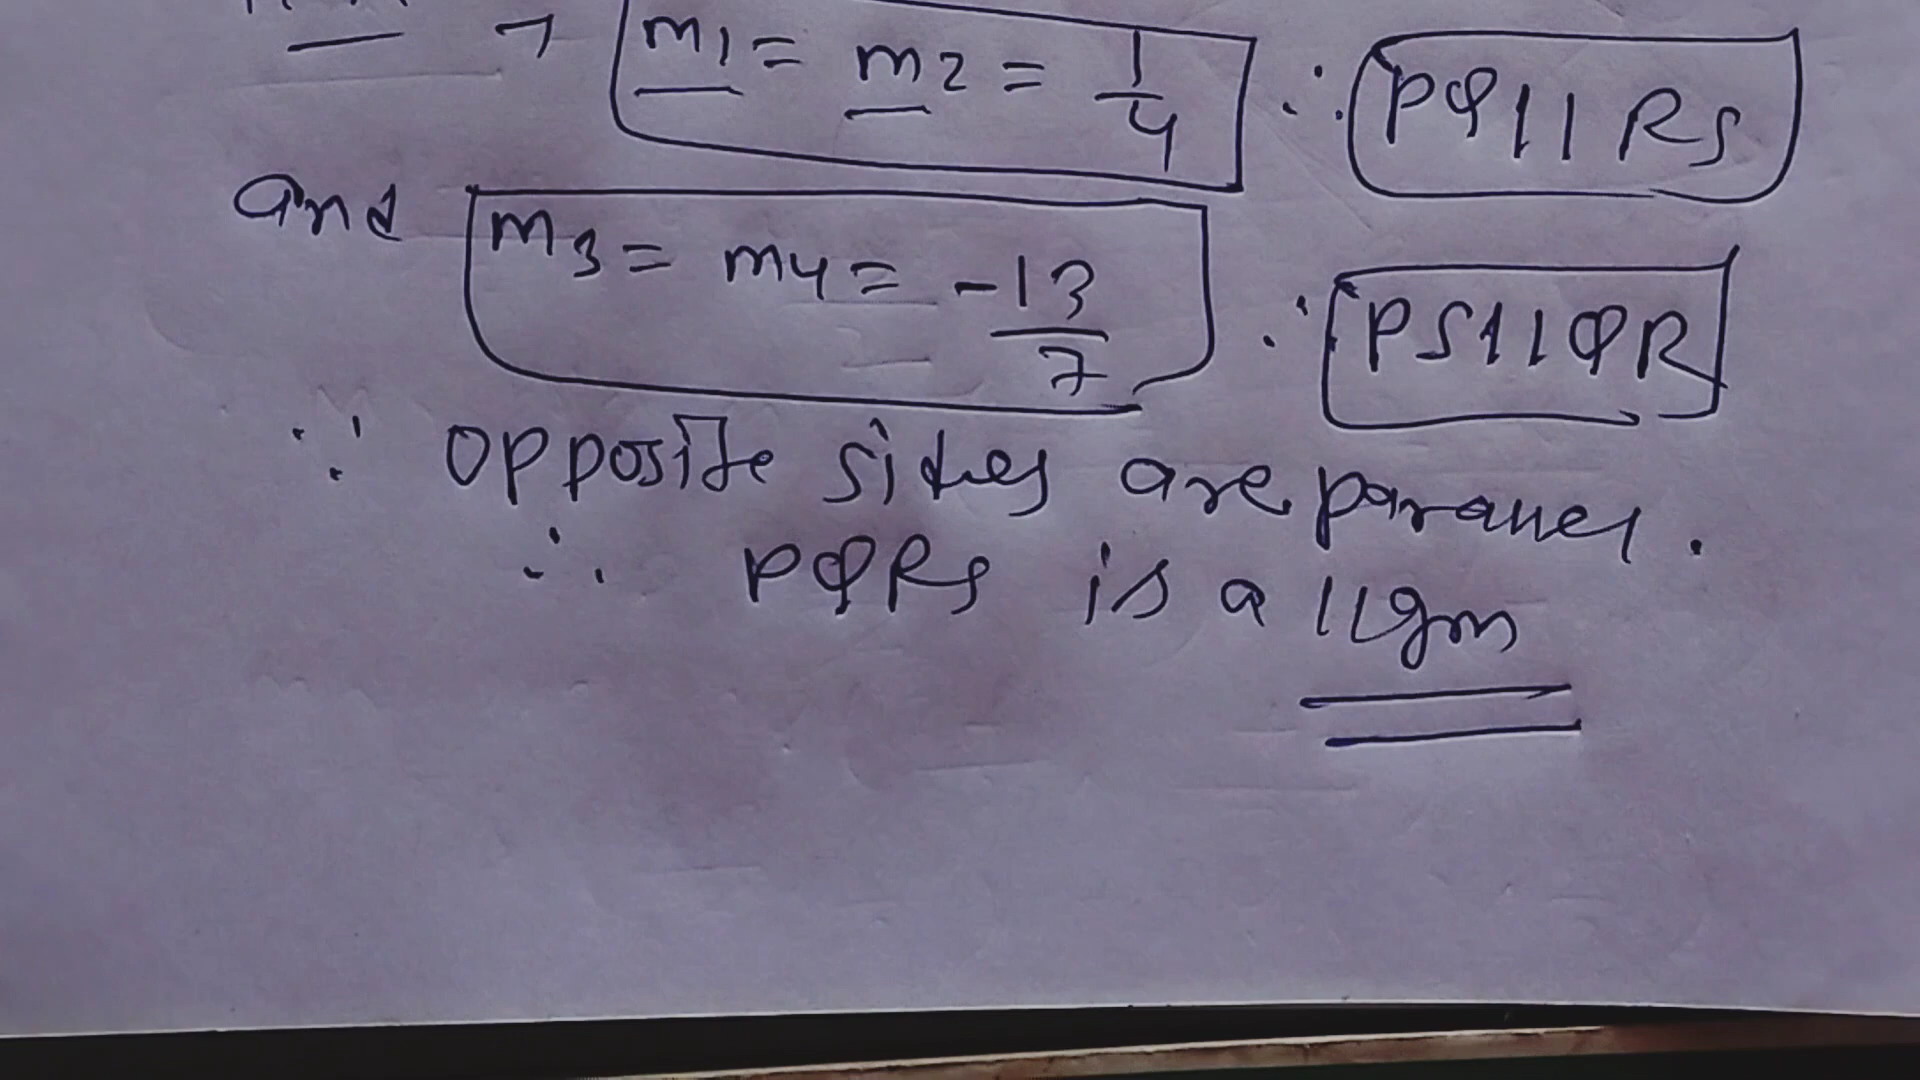 m1 = m2 = 1/4 ∴ PQ || RS
and m3 = m4 = -13/7 ∴ PS || QR
∵ opposite sides are parallel.
∴ PQRS is a ||gm